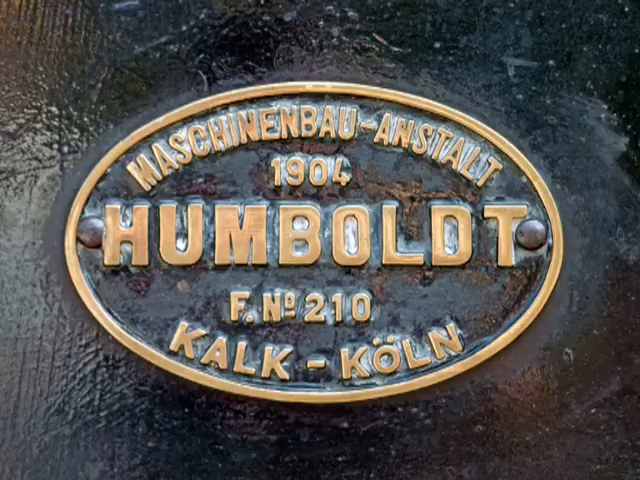 MASCHINENBAU-ANSTALT
1904
HUMBOLDT
F. Nº 210
KALK - KÖLN